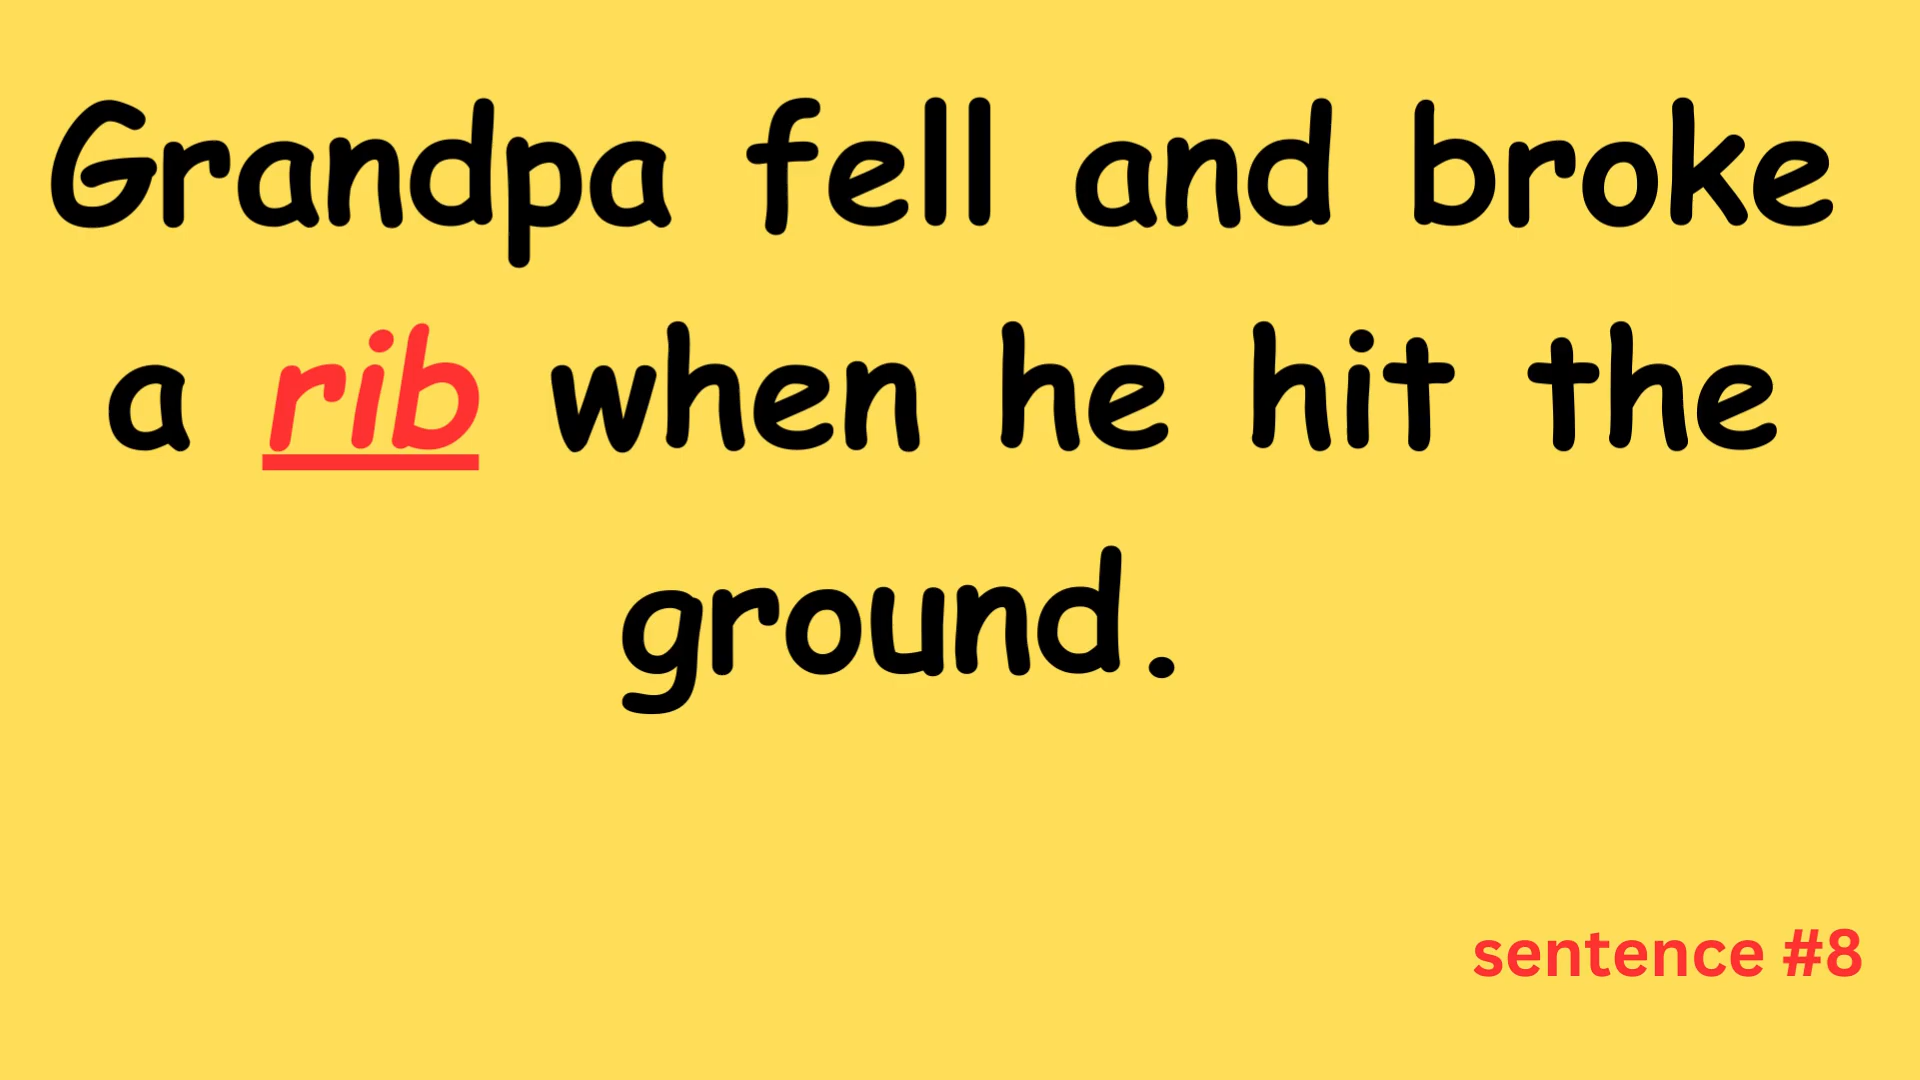 Grandpa fell and broke
a rib when he hit the
ground.
sentence #8